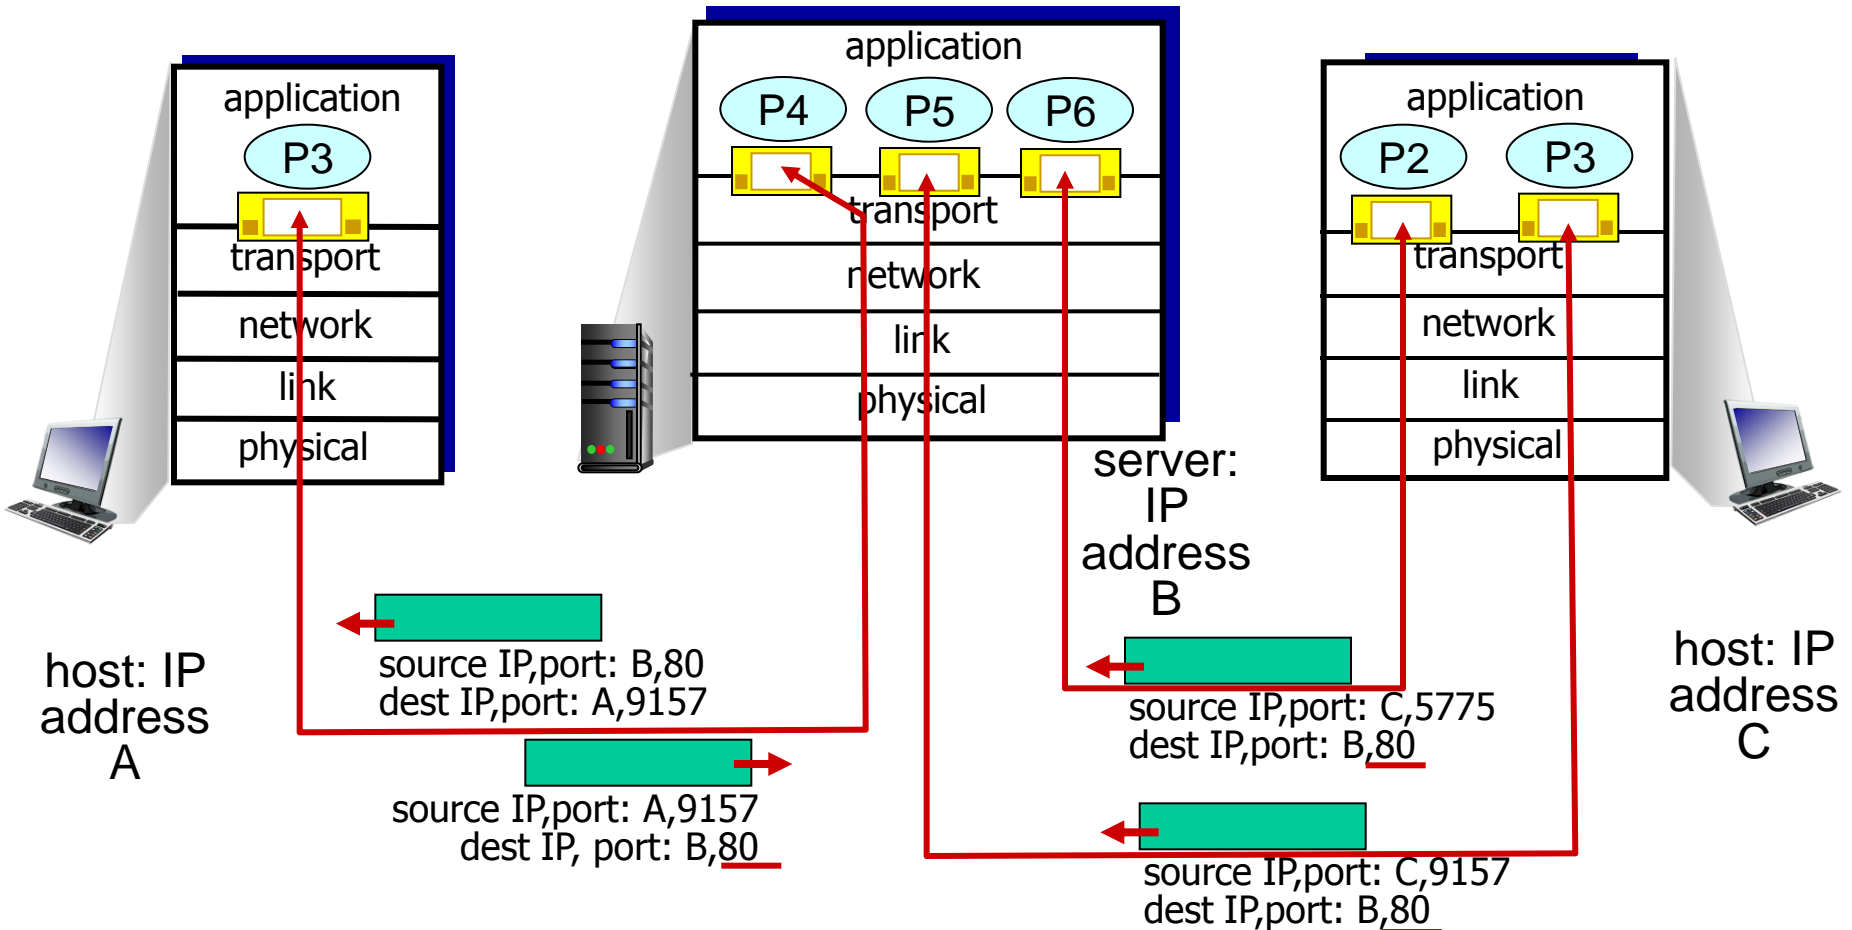 application
P3
transport
network
link
physical
host: IP
address
A
application
P4 P5 P6
transport
network
link
physical
server:
IP
address
B
application
P2 P3
transport
network
link
physical
host: IP
address
C
source IP,port: B,80
dest IP,port: A,9157
source IP,port: A,9157
dest IP, port: B,80
source IP,port: C,5775
dest IP,port: B,80
source IP,port: C,9157
dest IP,port: B,80